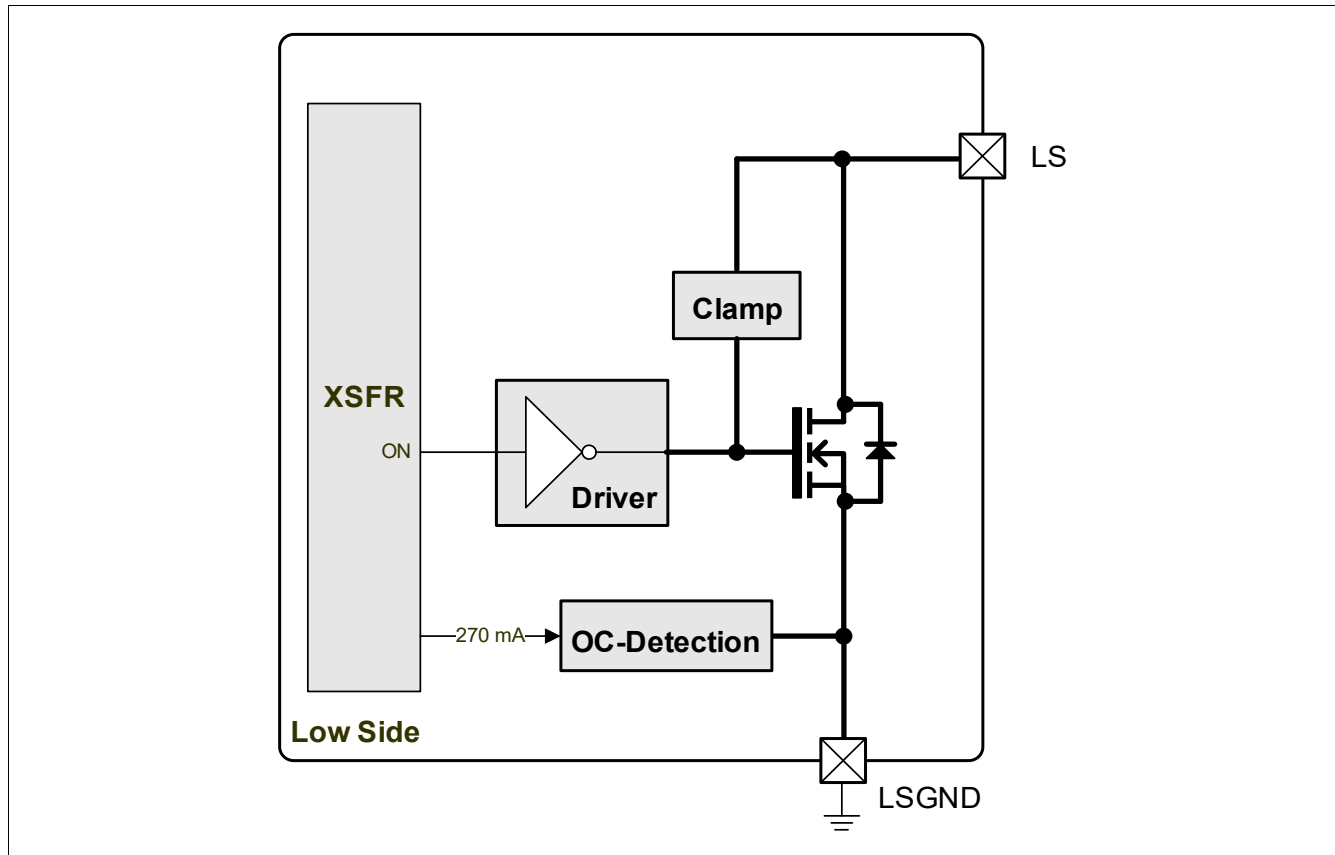 LS
Clamp
XSFR
ON
Driver
270 mA
OC-Detection
Low Side
LSGND